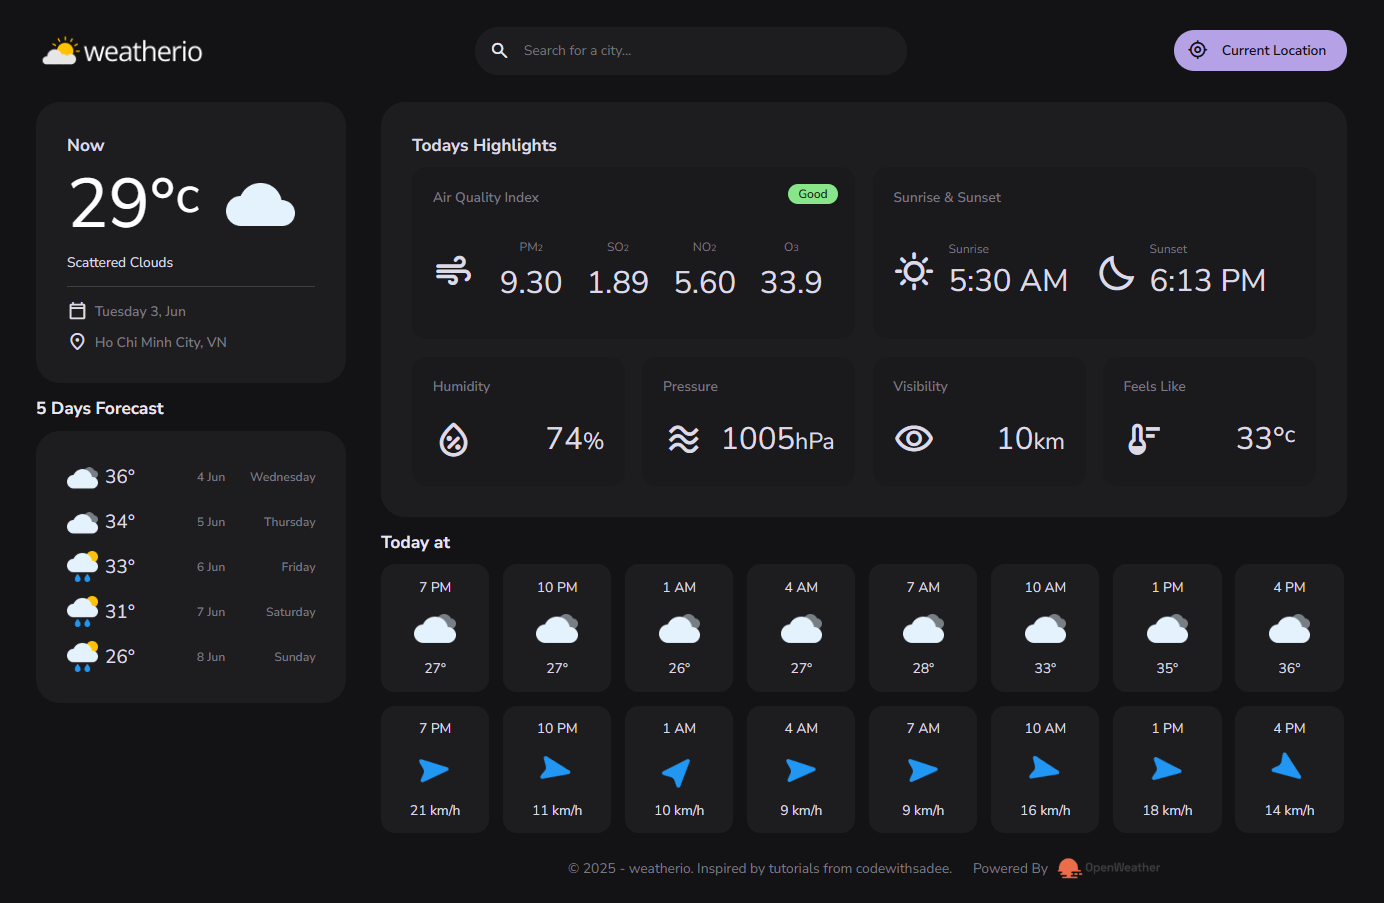 weatherio
Search for a city...
Current Location
Now
29°c
Scattered Clouds
Tuesday 3, Jun
Ho Chi Minh City, VN
5 Days Forecast
36° 4 Jun Wednesday
34° 5 Jun Thursday
33° 6 Jun Friday
31° 7 Jun Saturday
26° 8 Jun Sunday
Todays Highlights
Air Quality Index Good
PM2 SO2 NO2 O3
9.30 1.89 5.60 33.9
Sunrise & Sunset
Sunrise Sunset
5:30 AM 6:13 PM
Humidity
74%
Pressure
1005hPa
Visibility
10km
Feels Like
33°c
Today at
7 PM 10 PM 1 AM 4 AM 7 AM 10 AM 1 PM 4 PM
27° 27° 26° 27° 28° 33° 35° 36°
7 PM 10 PM 1 AM 4 AM 7 AM 10 AM 1 PM 4 PM
21 km/h 11 km/h 10 km/h 9 km/h 9 km/h 16 km/h 18 km/h 14 km/h
© 2025 - weatherio. Inspired by tutorials from codewithsadee. Powered By OpenWeather